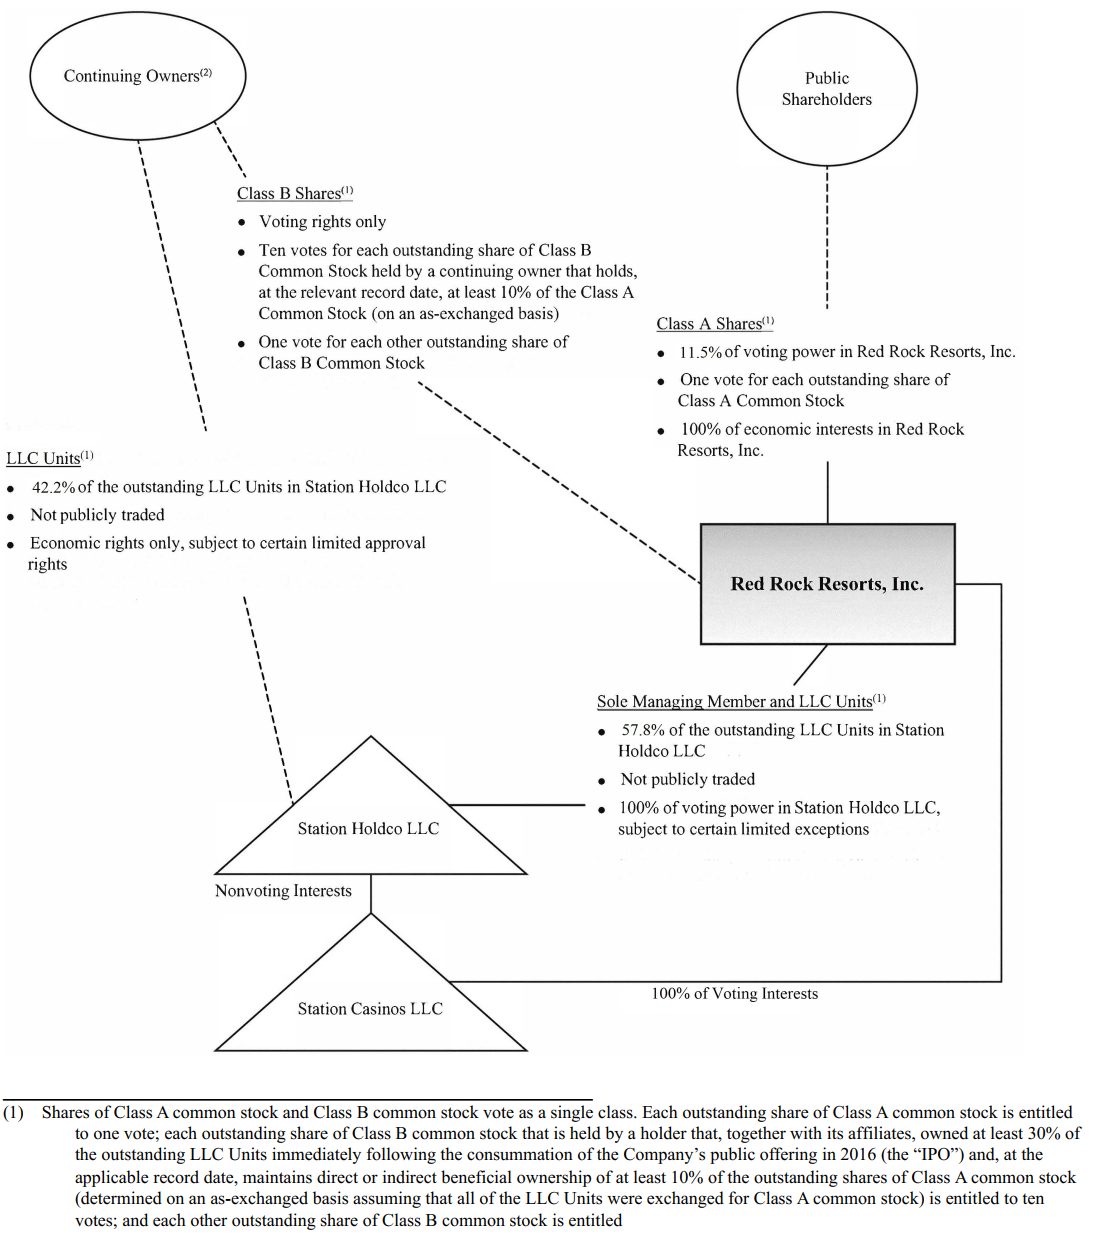 Continuing Owners(2)
Public
Shareholders
Class B Shares(1)
• Voting rights only
• Ten votes for each outstanding share of Class B
Common Stock held by a continuing owner that holds,
at the relevant record date, at least 10% of the Class A
Common Stock (on an as-exchanged basis)
• One vote for each other outstanding share of
Class B Common Stock
Class A Shares(1)
• 11.5% of voting power in Red Rock Resorts, Inc.
• One vote for each outstanding share of
Class A Common Stock
• 100% of economic interests in Red Rock
Resorts, Inc.
LLC Units(1)
• 42.2% of the outstanding LLC Units in Station Holdco LLC
• Not publicly traded
• Economic rights only, subject to certain limited approval
rights
Red Rock Resorts, Inc.
Sole Managing Member and LLC Units(1)
• 57.8% of the outstanding LLC Units in Station
Holdco LLC
• Not publicly traded
• 100% of voting power in Station Holdco LLC,
subject to certain limited exceptions
Station Holdco LLC
Nonvoting Interests
100% of Voting Interests
Station Casinos LLC
(1) Shares of Class A common stock and Class B common stock vote as a single class. Each outstanding share of Class A common stock is entitled
to one vote; each outstanding share of Class B common stock that is held by a holder that, together with its affiliates, owned at least 30% of
the outstanding LLC Units immediately following the consummation of the Company's public offering in 2016 (the "IPO") and, at the
applicable record date, maintains direct or indirect beneficial ownership of at least 10% of the outstanding shares of Class A common stock
(determined on an as-exchanged basis assuming that all of the LLC Units were exchanged for Class A common stock) is entitled to ten
votes; and each other outstanding share of Class B common stock is entitled